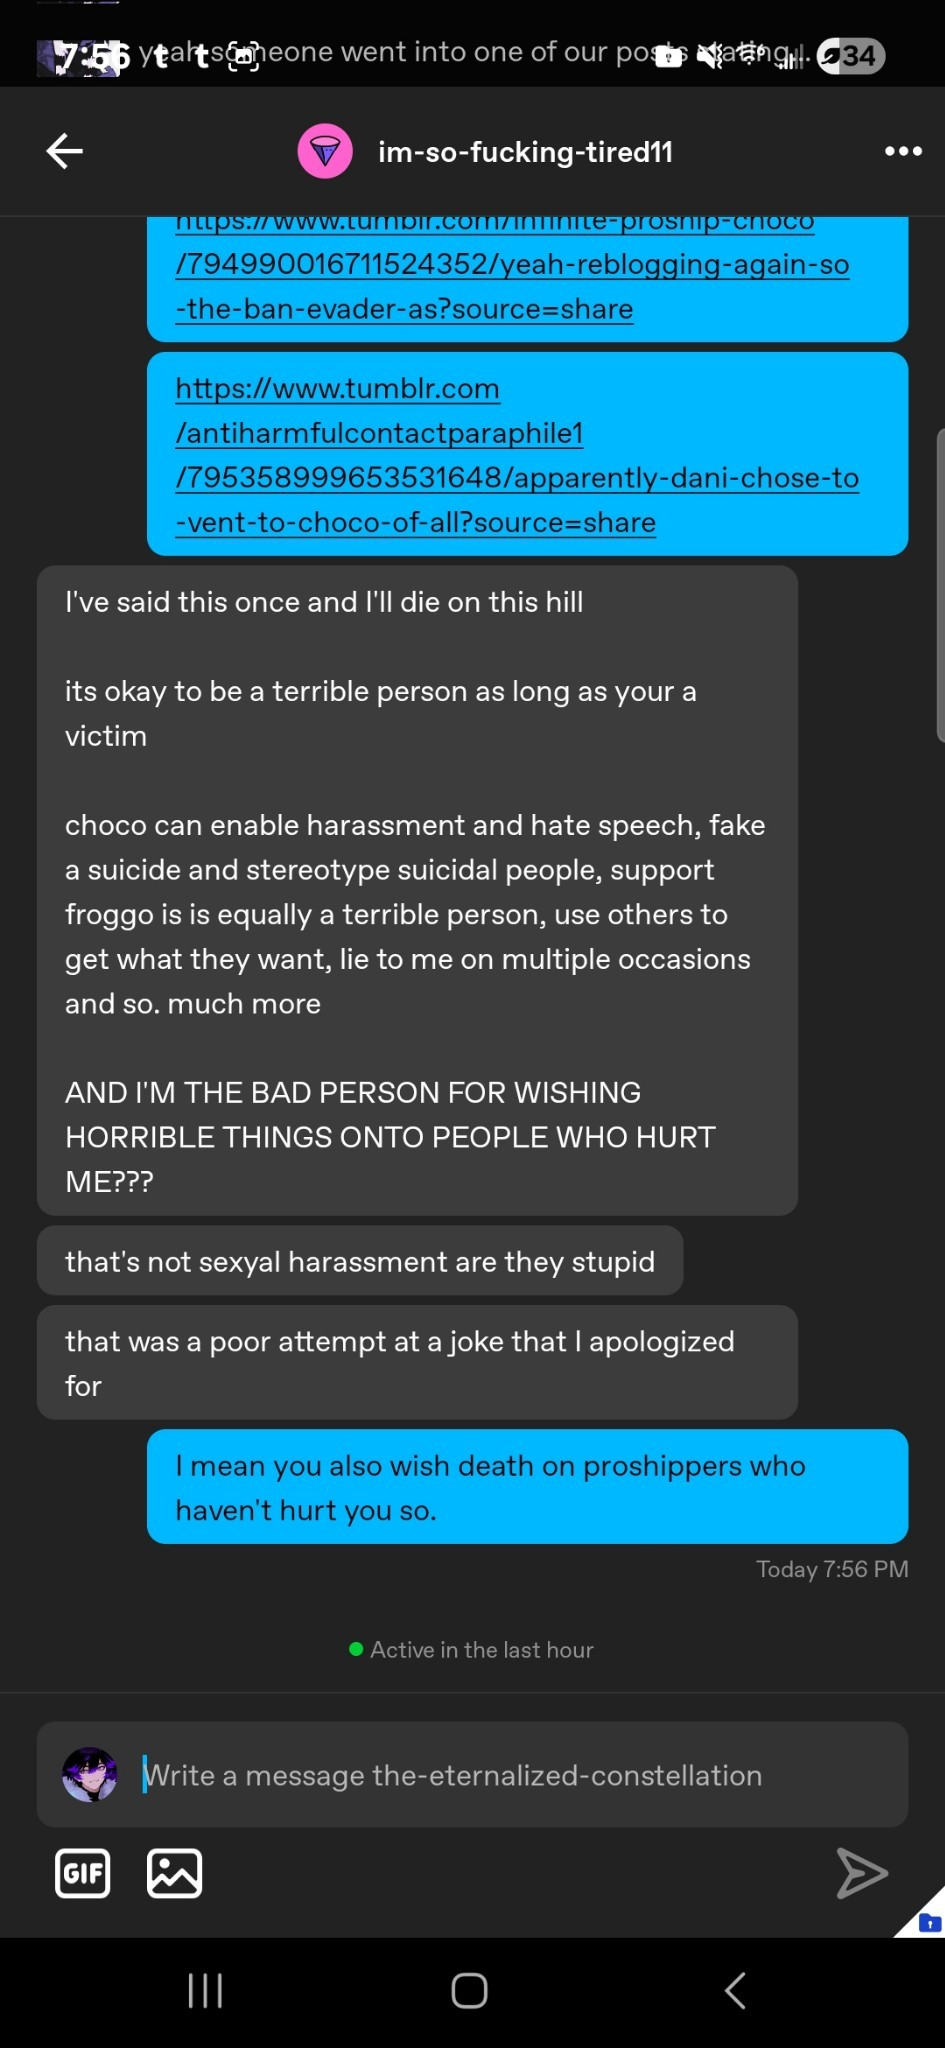 7:56 t t yeah someone went into one of our posts stating... 34
im-so-fucking-tired11
https://www.tumblr.com/infinite-proship-choco
/794990016711524352/yeah-reblogging-again-so
-the-ban-evader-as?source=share
https://www.tumblr.com
/antiharmfulcontactparaphile1
/795358999653531648/apparently-dani-chose-to
-vent-to-choco-of-all?source=share
I've said this once and I'll die on this hill
its okay to be a terrible person as long as your a
victim
choco can enable harassment and hate speech, fake
a suicide and stereotype suicidal people, support
froggo is is equally a terrible person, use others to
get what they want, lie to me on multiple occasions
and so. much more
AND I'M THE BAD PERSON FOR WISHING
HORRIBLE THINGS ONTO PEOPLE WHO HURT
ME???
that's not sexyal harassment are they stupid
that was a poor attempt at a joke that I apologized
for
I mean you also wish death on proshippers who
haven't hurt you so.
Today 7:56 PM
Active in the last hour
Write a message the-eternalized-constellation
GIF